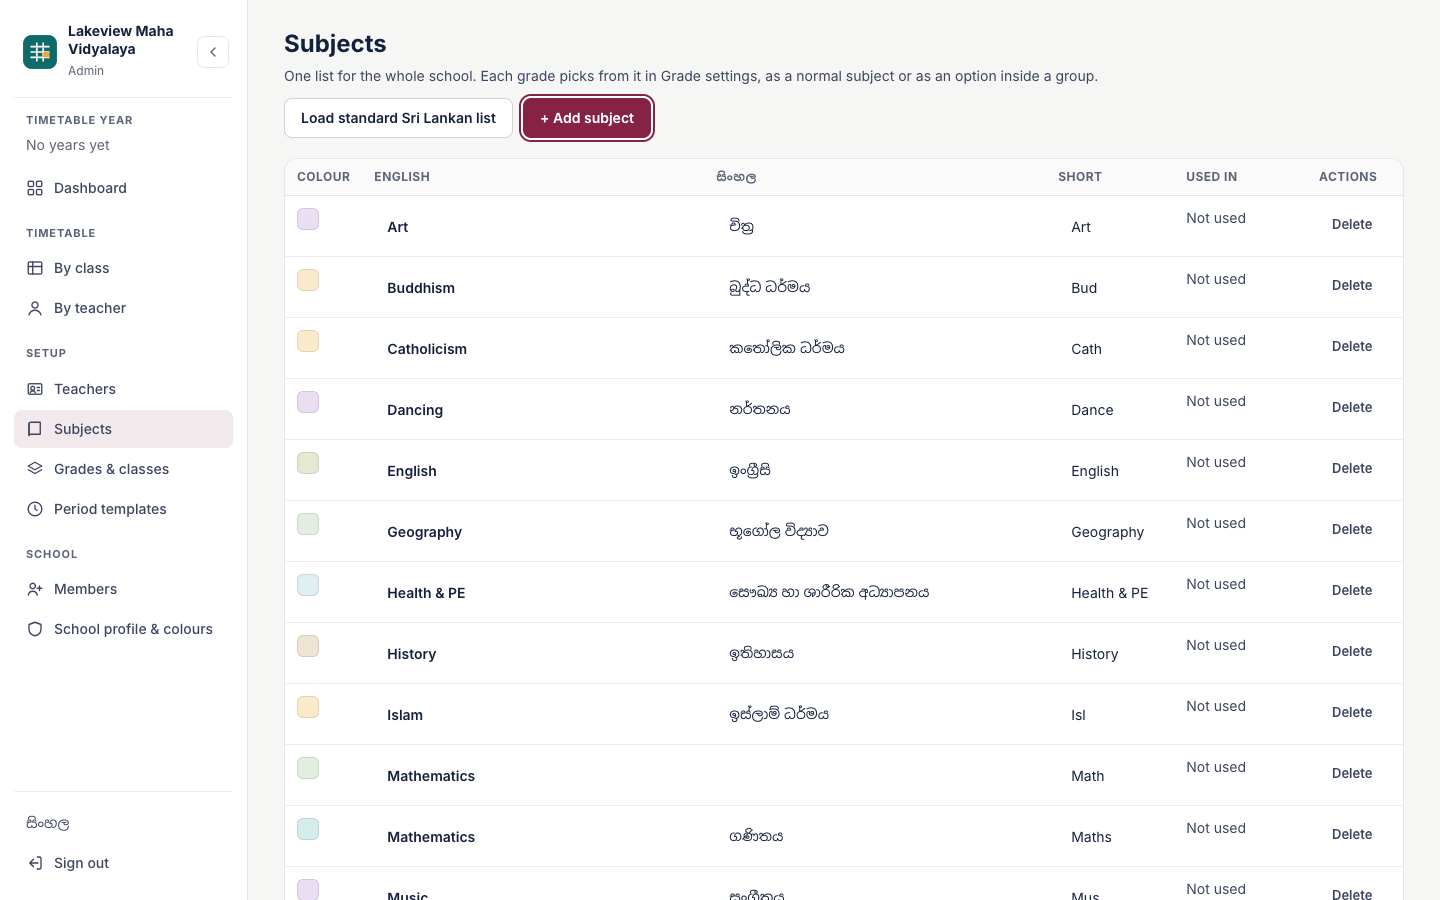 Lakeview Maha
Vidyalaya
Admin
TIMETABLE YEAR
No years yet
Dashboard
TIMETABLE
By class
By teacher
SETUP
Teachers
Subjects
Grades & classes
Period templates
SCHOOL
Members
School profile & colours
සිංහල
Sign out
Subjects
One list for the whole school. Each grade picks from it in Grade settings, as a normal subject or as an option inside a group.
Load standard Sri Lankan list
+ Add subject
COLOUR ENGLISH සිංහල SHORT USED IN ACTIONS
Art චිත්‍ර Art Not used Delete
Buddhism බුද්ධ ධර්මය Bud Not used Delete
Catholicism කතෝලික ධර්මය Cath Not used Delete
Dancing නර්තනය Dance Not used Delete
English ඉංග්‍රීසි English Not used Delete
Geography භූගෝල විද්‍යාව Geography Not used Delete
Health & PE සෞඛ්‍ය හා ශාරීරික අධ්‍යාපනය Health & PE Not used Delete
History ඉතිහාසය History Not used Delete
Islam ඉස්ලාම් ධර්මය Isl Not used Delete
Mathematics Math Not used Delete
Mathematics ගණිතය Maths Not used Delete
Music සංගීතය Mus Not used Delete